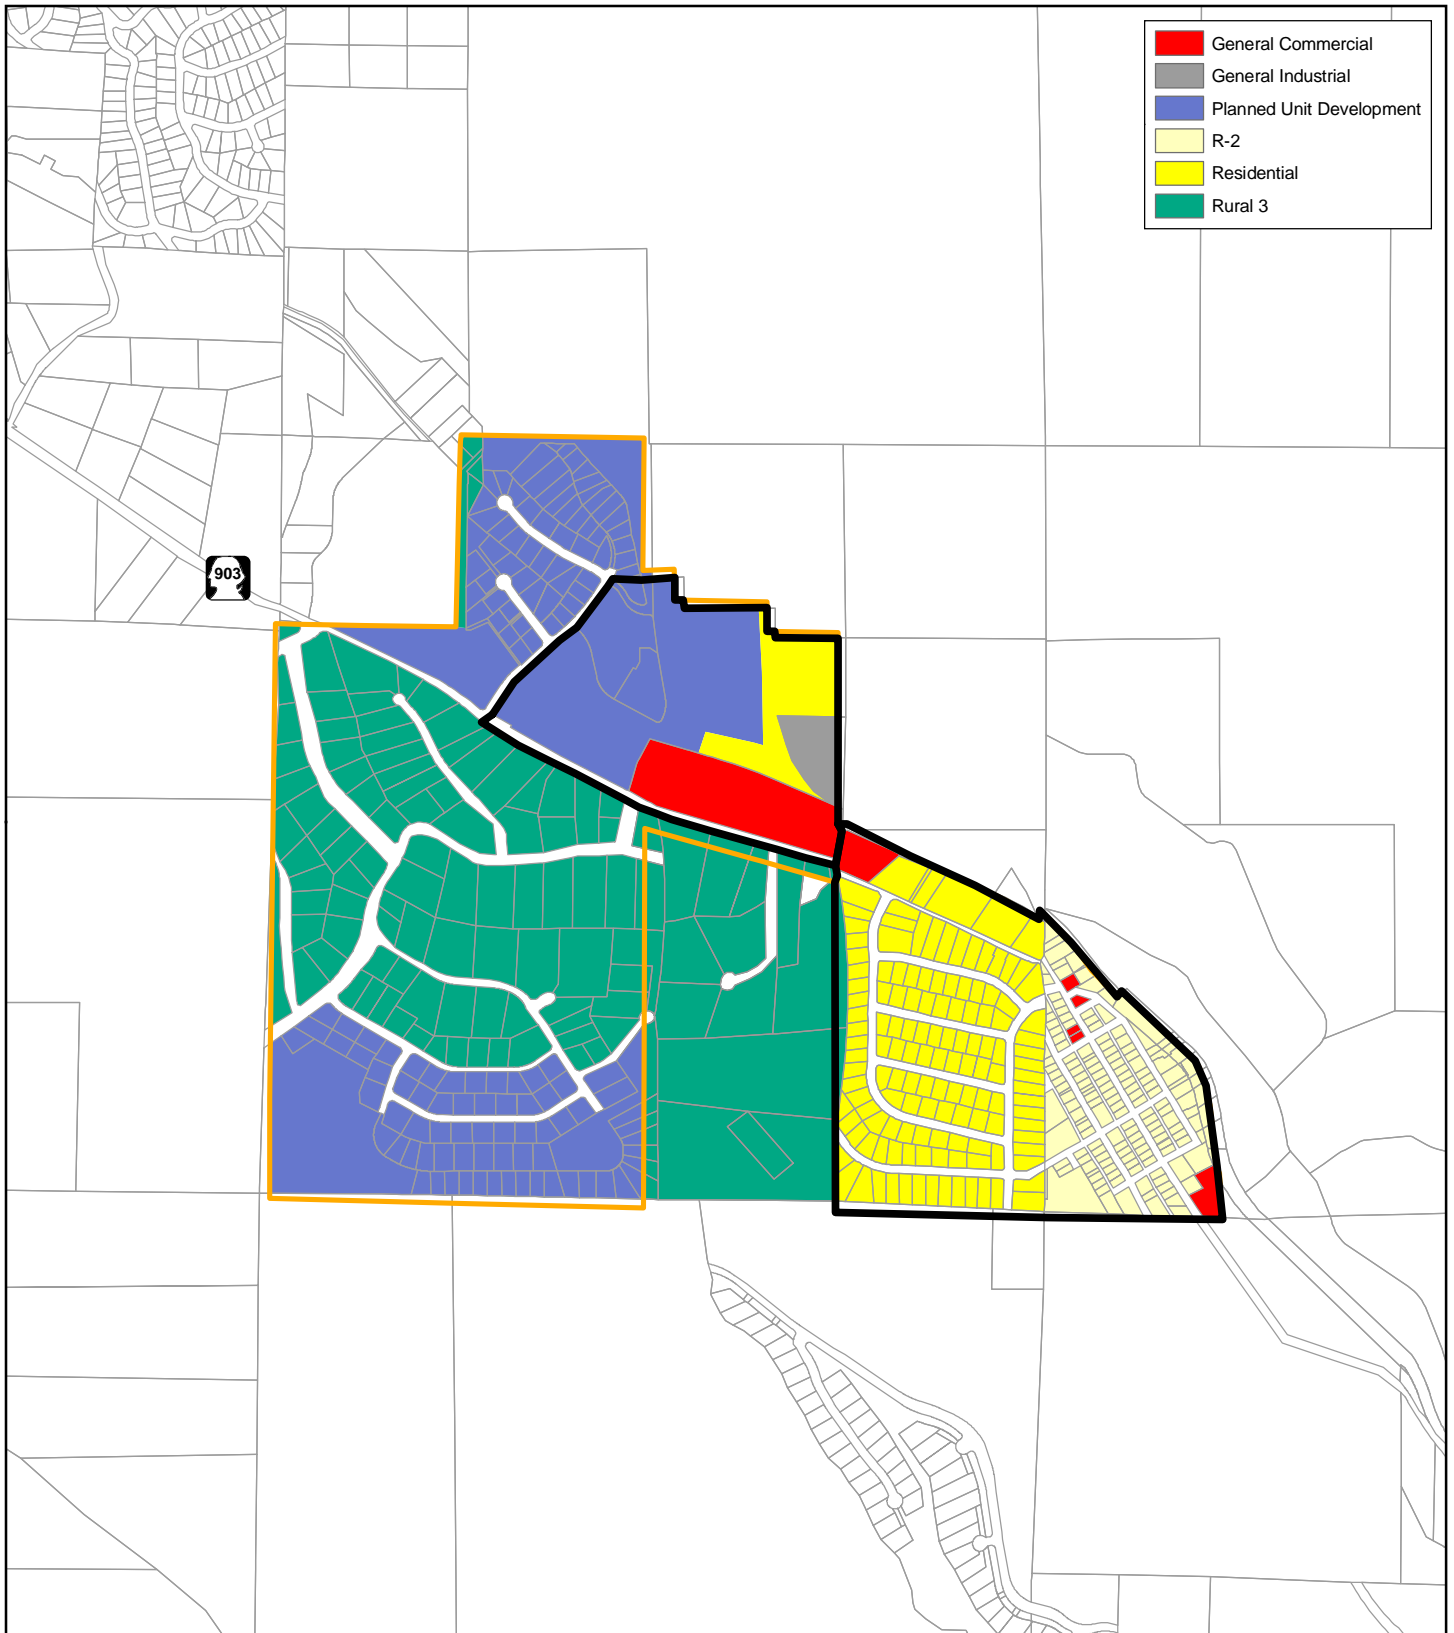 General Commercial
General Industrial
Planned Unit Development
R-2
Residential
Rural 3
903